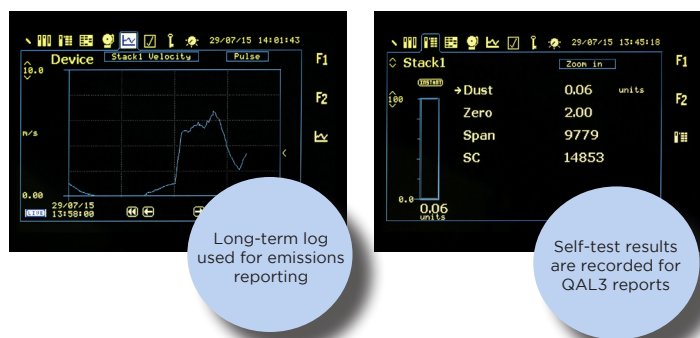 29/07/15 14:01:43
Device Stack1 Velocity Pulse F1
10.0
F2
m/s
0.00
LIVE 29/07/15
13:58:00
Long-term log
used for emissions
reporting
29/07/15 13:45:18
Stack1 Zoom in F1
INSTANT
100 Dust 0.06 units F2
Zero 2.00
Span 9779
SC 14853
0.0
0.06
units
Self-test results
are recorded for
QAL3 reports